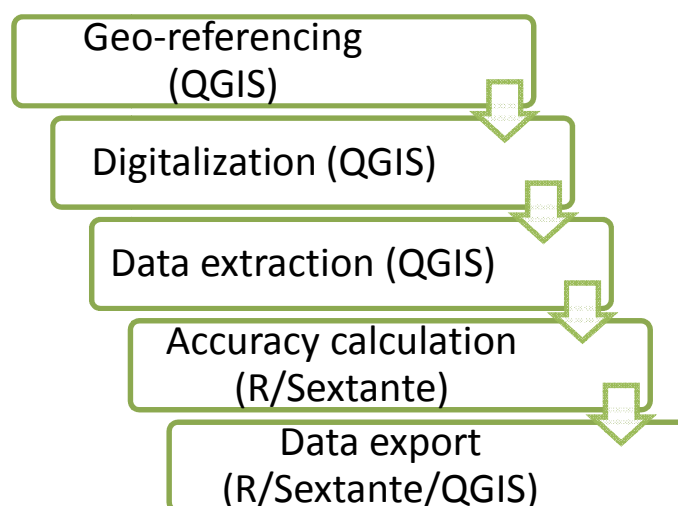 Geo-referencing
(QGIS)
Digitalization (QGIS)
Data extraction (QGIS)
Accuracy calculation
(R/Sextante)
Data export
(R/Sextante/QGIS)